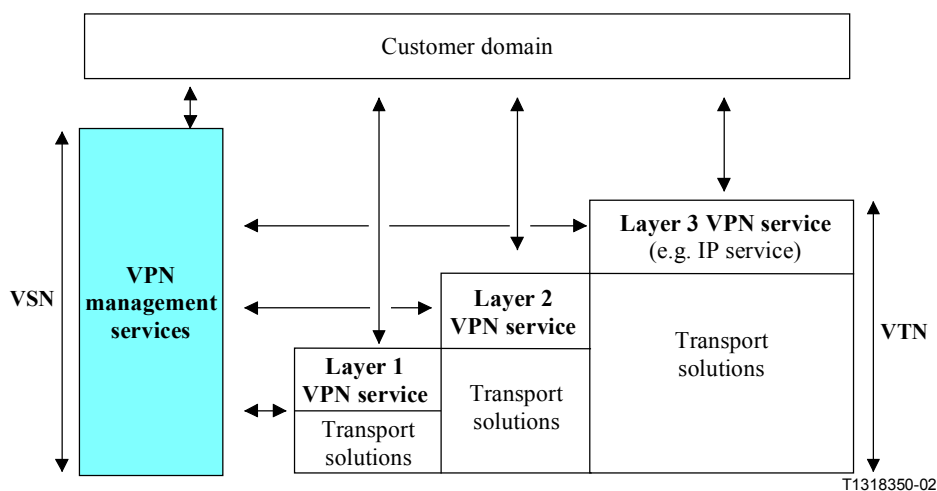 Customer domain
Layer 3 VPN service
(e.g. IP service)
VSN
VPN
management
services
Layer 2
VPN service
VTN
Transport
solutions
Layer 1
VPN service
Transport
solutions
Transport
solutions
T1318350-02